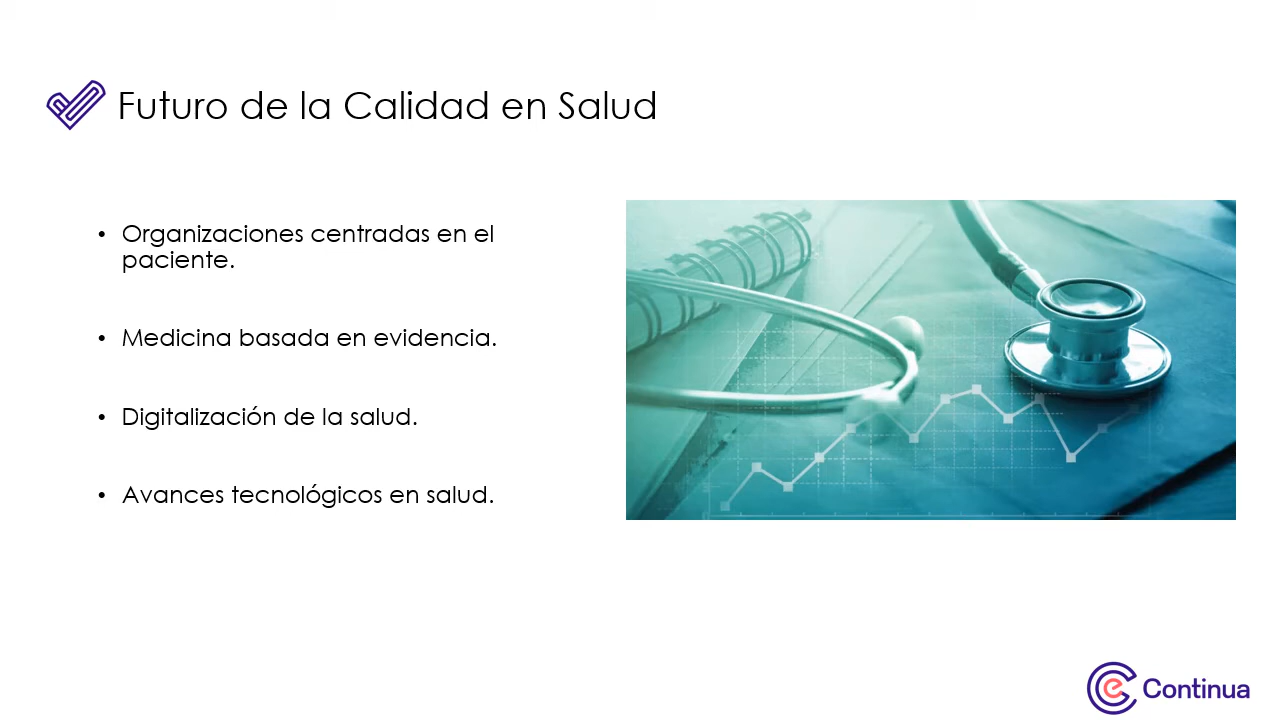 Futuro de la Calidad en Salud
• Organizaciones centradas en el
paciente.
• Medicina basada en evidencia.
• Digitalización de la salud.
• Avances tecnológicos en salud.
Continua